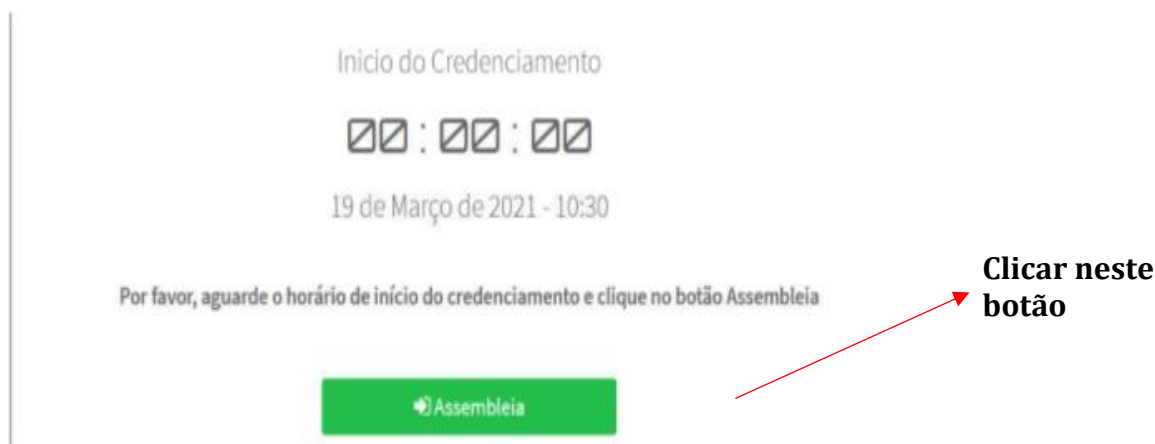 Inicio do Credenciamento
00 : 00 : 00
19 de Março de 2021 - 10:30
Por favor, aguarde o horário de início do credenciamento e clique no botão Assembleia
Clicar neste
botão
Assembleia